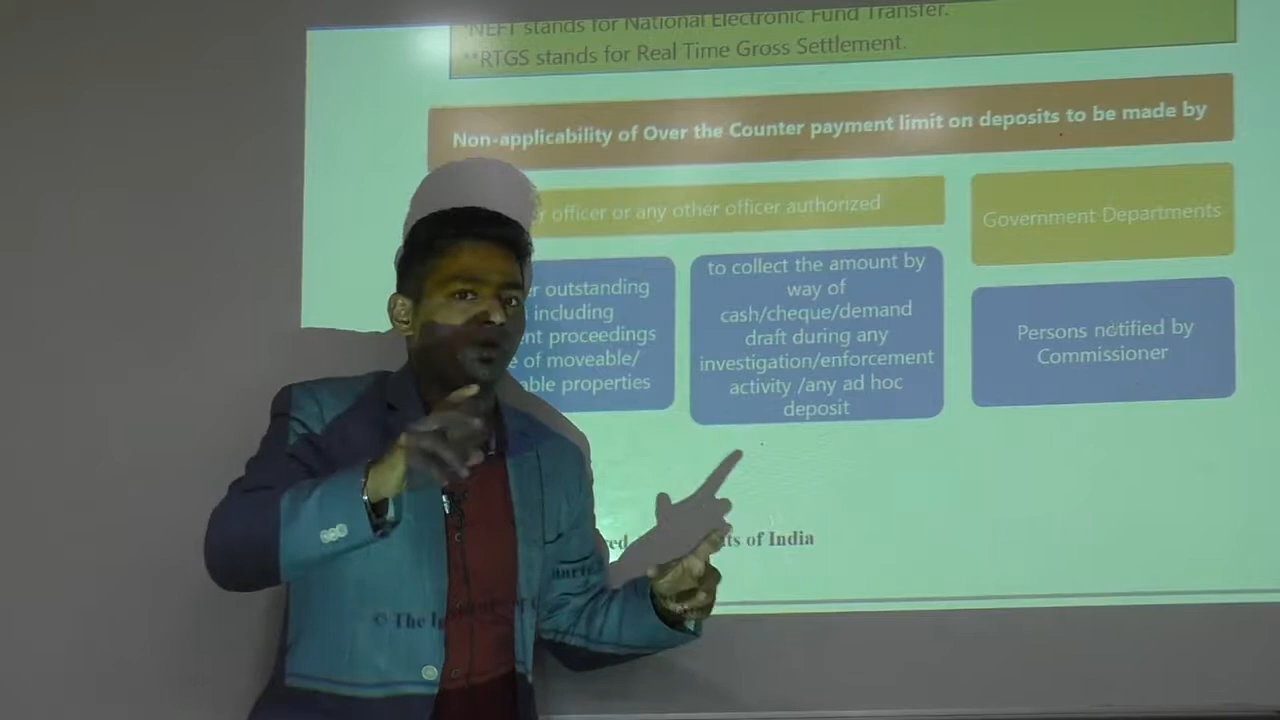 *NEFT stands for National Electronic Fund Transfer.
**RTGS stands for Real Time Gross Settlement.
Non-applicability of Over the Counter payment limit on deposits to be made by
officer or any other officer authorized
Government Departments
outstanding
including
proceedings
of moveable/
properties
to collect the amount by
way of
cash/cheque/demand
draft during any
investigation/enforcement
activity /any ad hoc
deposit
Persons notified by
Commissioner
© The
of India